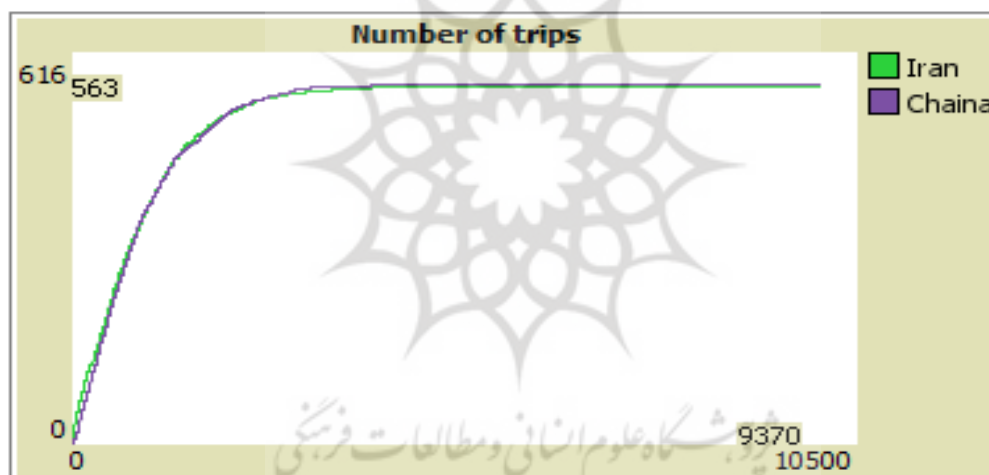 Number of trips
616
563
Iran
Chaina
0
9370
0
10500
پژوهشگاه علوم انسانی و مطالعات فرهنگی